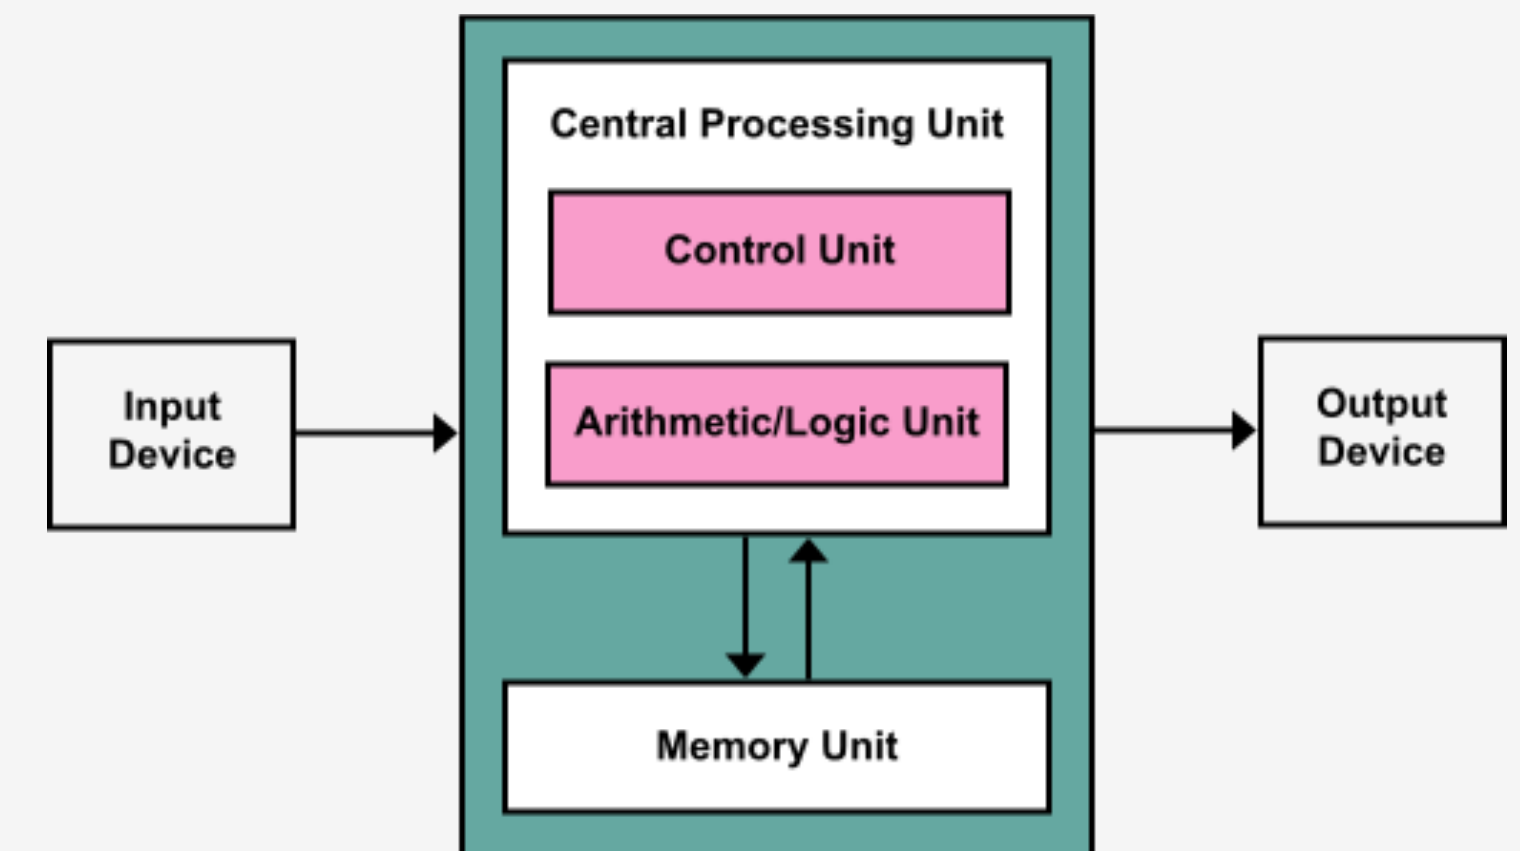 Central Processing Unit
Control Unit
Arithmetic/Logic Unit
Input
Device
Output
Device
Memory Unit